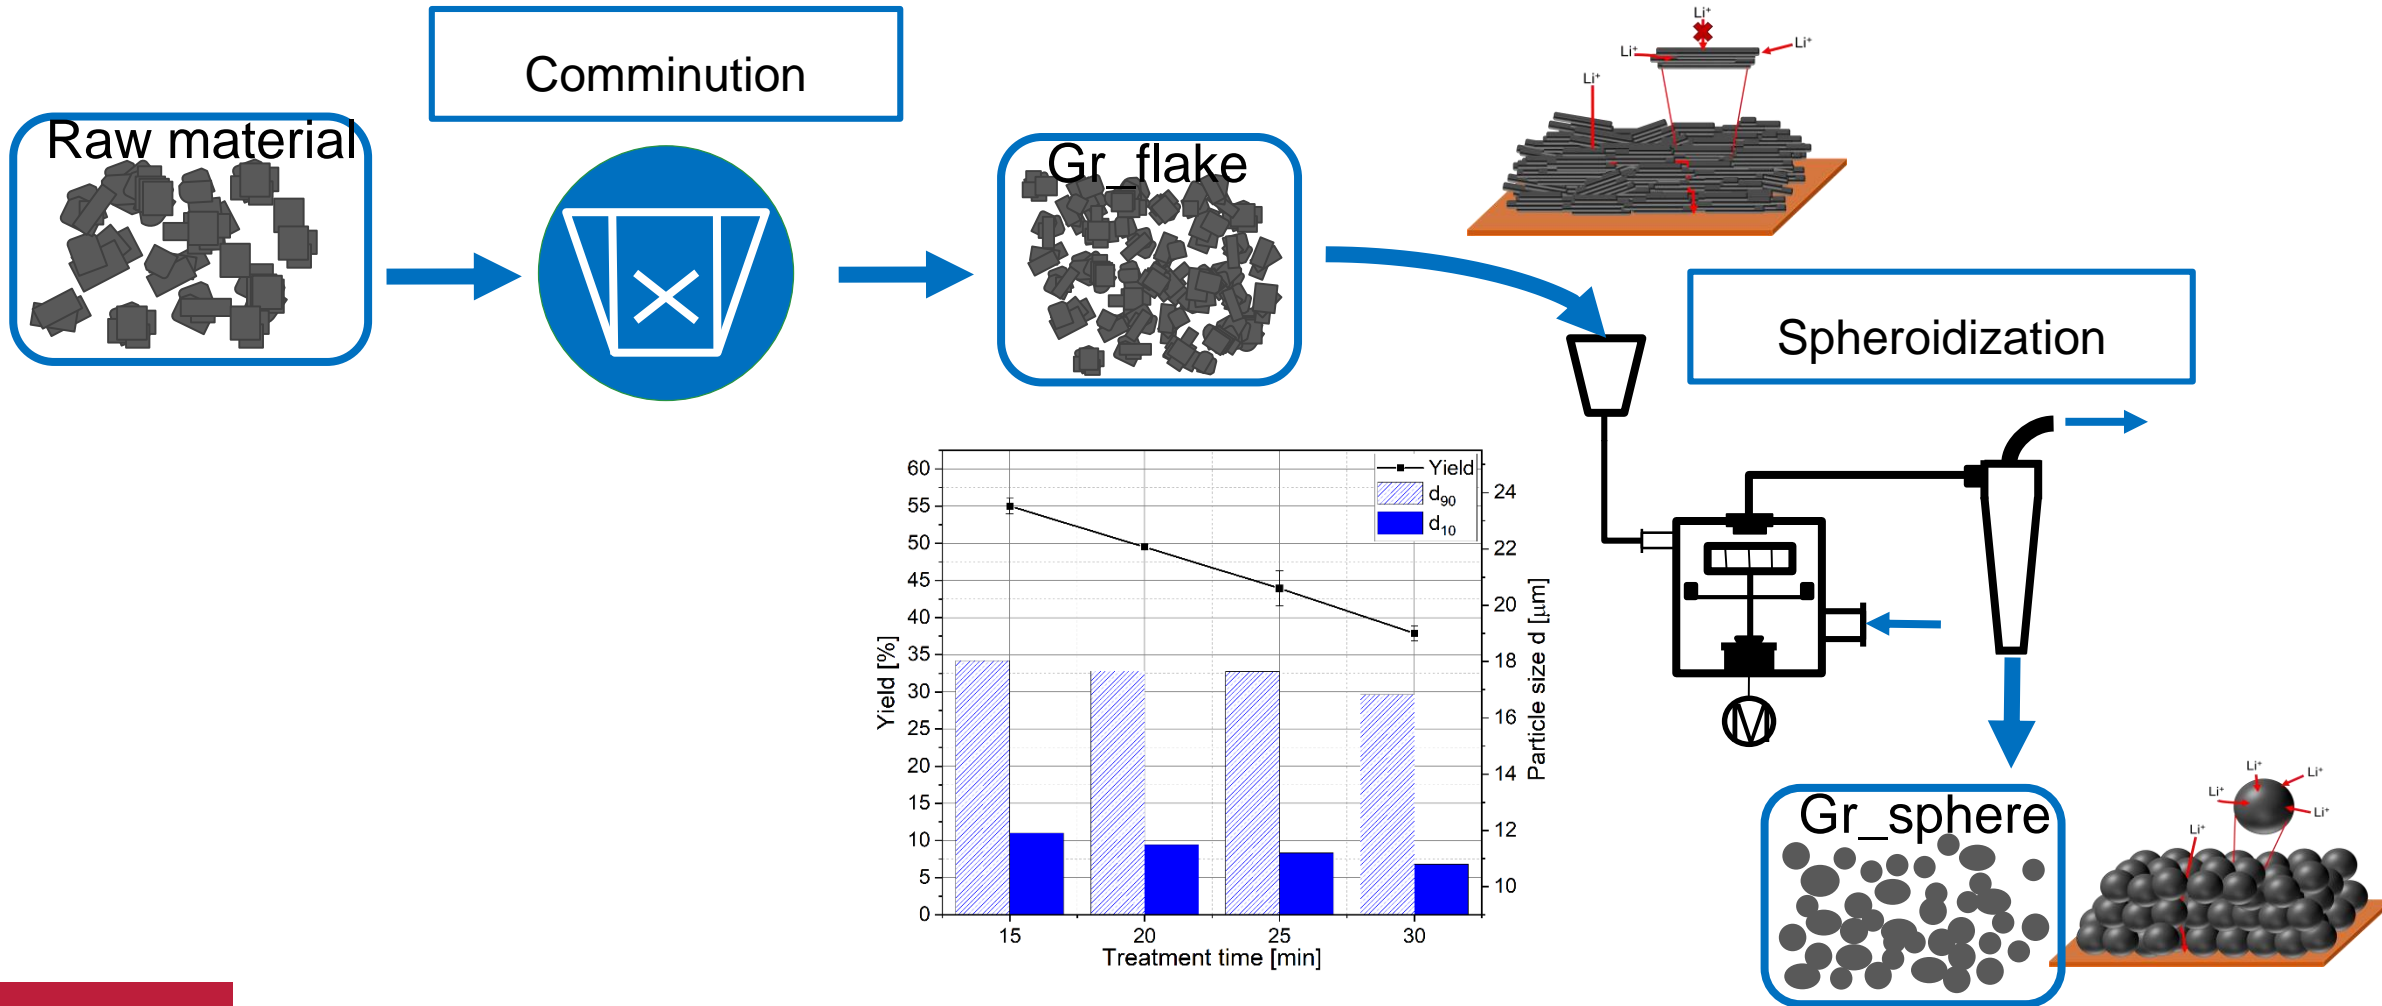 Comminution
Raw material
Gr_flake
Li⁺
Li⁺
Li⁺
Li⁺
Spheroidization
M
Yield
d₉₀
d₁₀
Yield [%]
60
55
50
45
40
35
30
25
20
15
10
5
0
15
20
25
30
Treatment time [min]
24
22
20
18
16
14
12
10
Particle size d [µm]
Gr_sphere
Li⁺
Li⁺
Li⁺
Li⁺
Li⁺